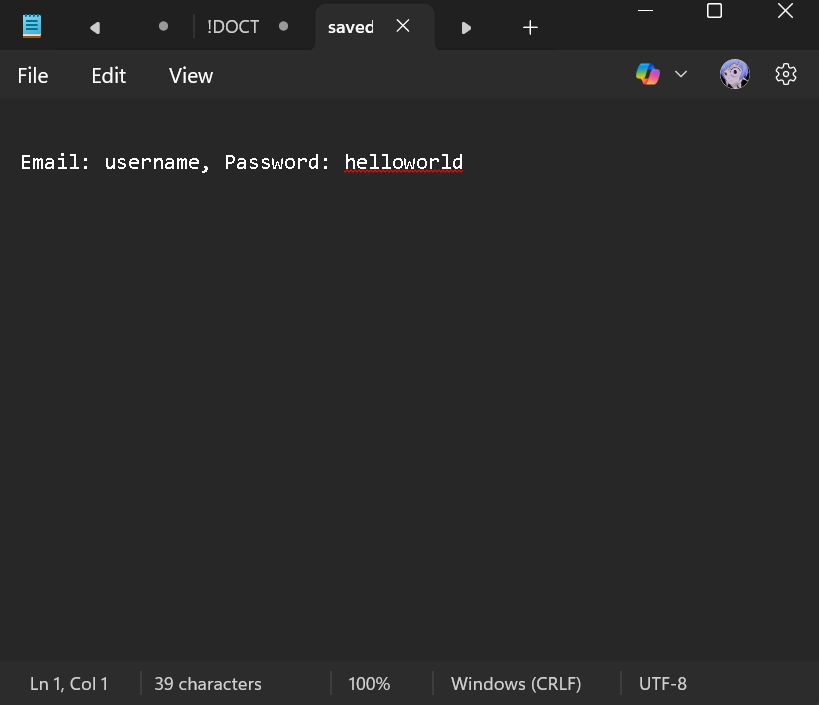 !DOCT
saved
File Edit View
Email: username, Password: helloworld
Ln 1, Col 1 39 characters 100% Windows (CRLF) UTF-8